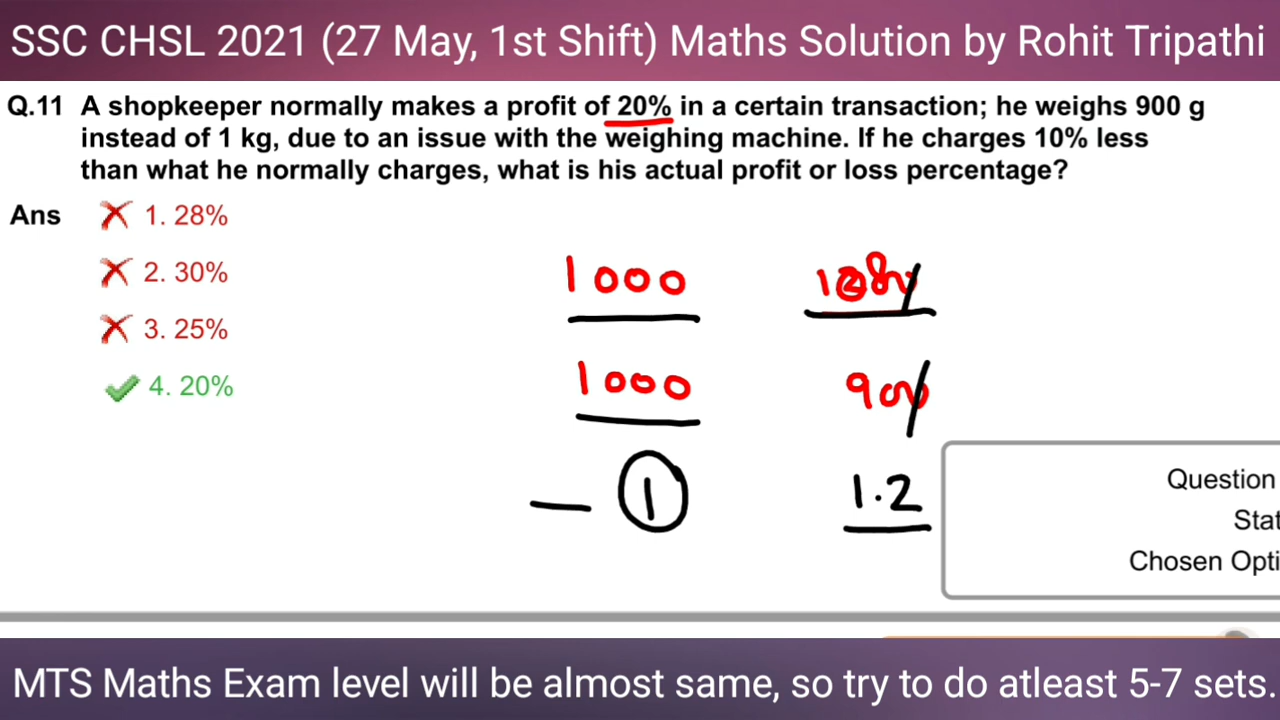 SSC CHSL 2021 (27 May, 1st Shift) Maths Solution by Rohit Tripathi
Q.11 A shopkeeper normally makes a profit of 20% in a certain transaction; he weighs 900 g
instead of 1 kg, due to an issue with the weighing machine. If he charges 10% less
than what he normally charges, what is his actual profit or loss percentage?
Ans 1. 28%
2. 30%
3. 25%
4. 20%
1000
1000 900
1 1.2
Question
Stat
Chosen Opti
MTS Maths Exam level will be almost same, so try to do atleast 5-7 sets.